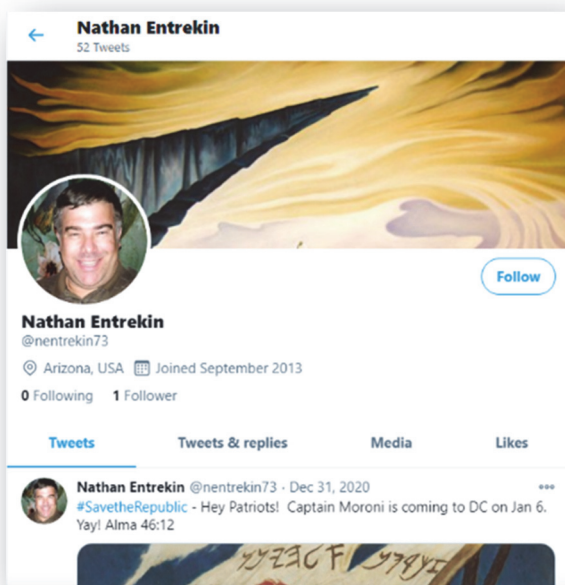 Nathan Entrekin
52 Tweets
Follow
Nathan Entrekin
@nentrekin73
Arizona, USA Joined September 2013
0 Following 1 Follower
Tweets Tweets & replies Media Likes
Nathan Entrekin @nentrekin73 · Dec 31, 2020
#SavetheRepublic - Hey Patriots! Captain Moroni is coming to DC on Jan 6.
Yay! Alma 46:12